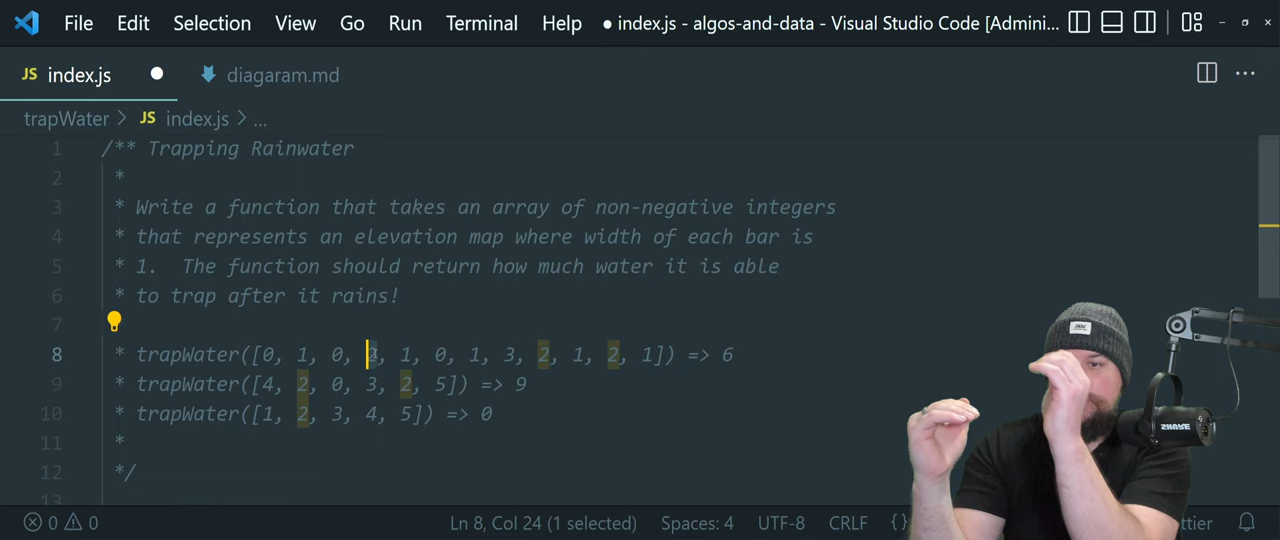 File Edit Selection View Go Run Terminal Help ● index.js - algos-and-data - Visual Studio Code [Admini...
JS index.js diagaram.md
trapWater > JS index.js > ...
1 /** Trapping Rainwater
2 *
3 * Write a function that takes an array of non-negative integers
4 * that represents an elevation map where width of each bar is
5 * 1. The function should return how much water it is able
6 * to trap after it rains!
7
8 * trapWater([0, 1, 0, 2, 1, 0, 1, 3, 2, 1, 2, 1]) => 6
9 * trapWater([4, 2, 0, 3, 2, 5]) => 9
10 * trapWater([1, 2, 3, 4, 5]) => 0
11 *
12 */
13
0 0 Ln 8, Col 24 (1 selected) Spaces: 4 UTF-8 CRLF {